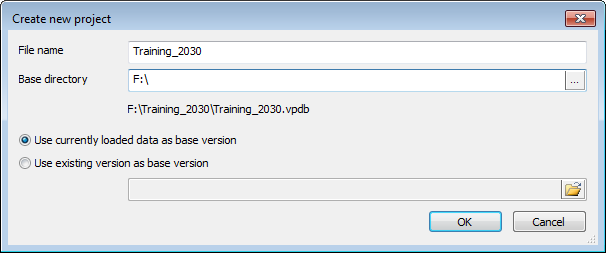 Create new project
File name Training_2030
Base directory F:\ ...
F:\Training_2030\Training_2030.vpdb
Use currently loaded data as base version
Use existing version as base version
OK Cancel